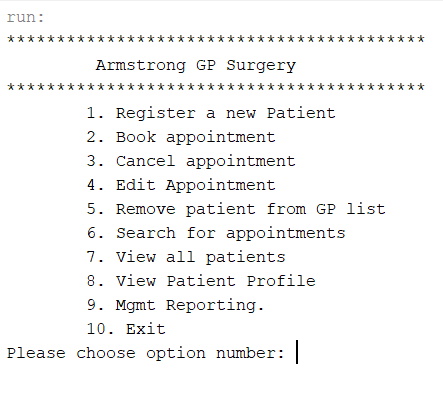 run:
******************************************
Armstrong GP Surgery
******************************************
1. Register a new Patient
2. Book appointment
3. Cancel appointment
4. Edit Appointment
5. Remove patient from GP list
6. Search for appointments
7. View all patients
8. View Patient Profile
9. Mgmt Reporting.
10. Exit
Please choose option number: